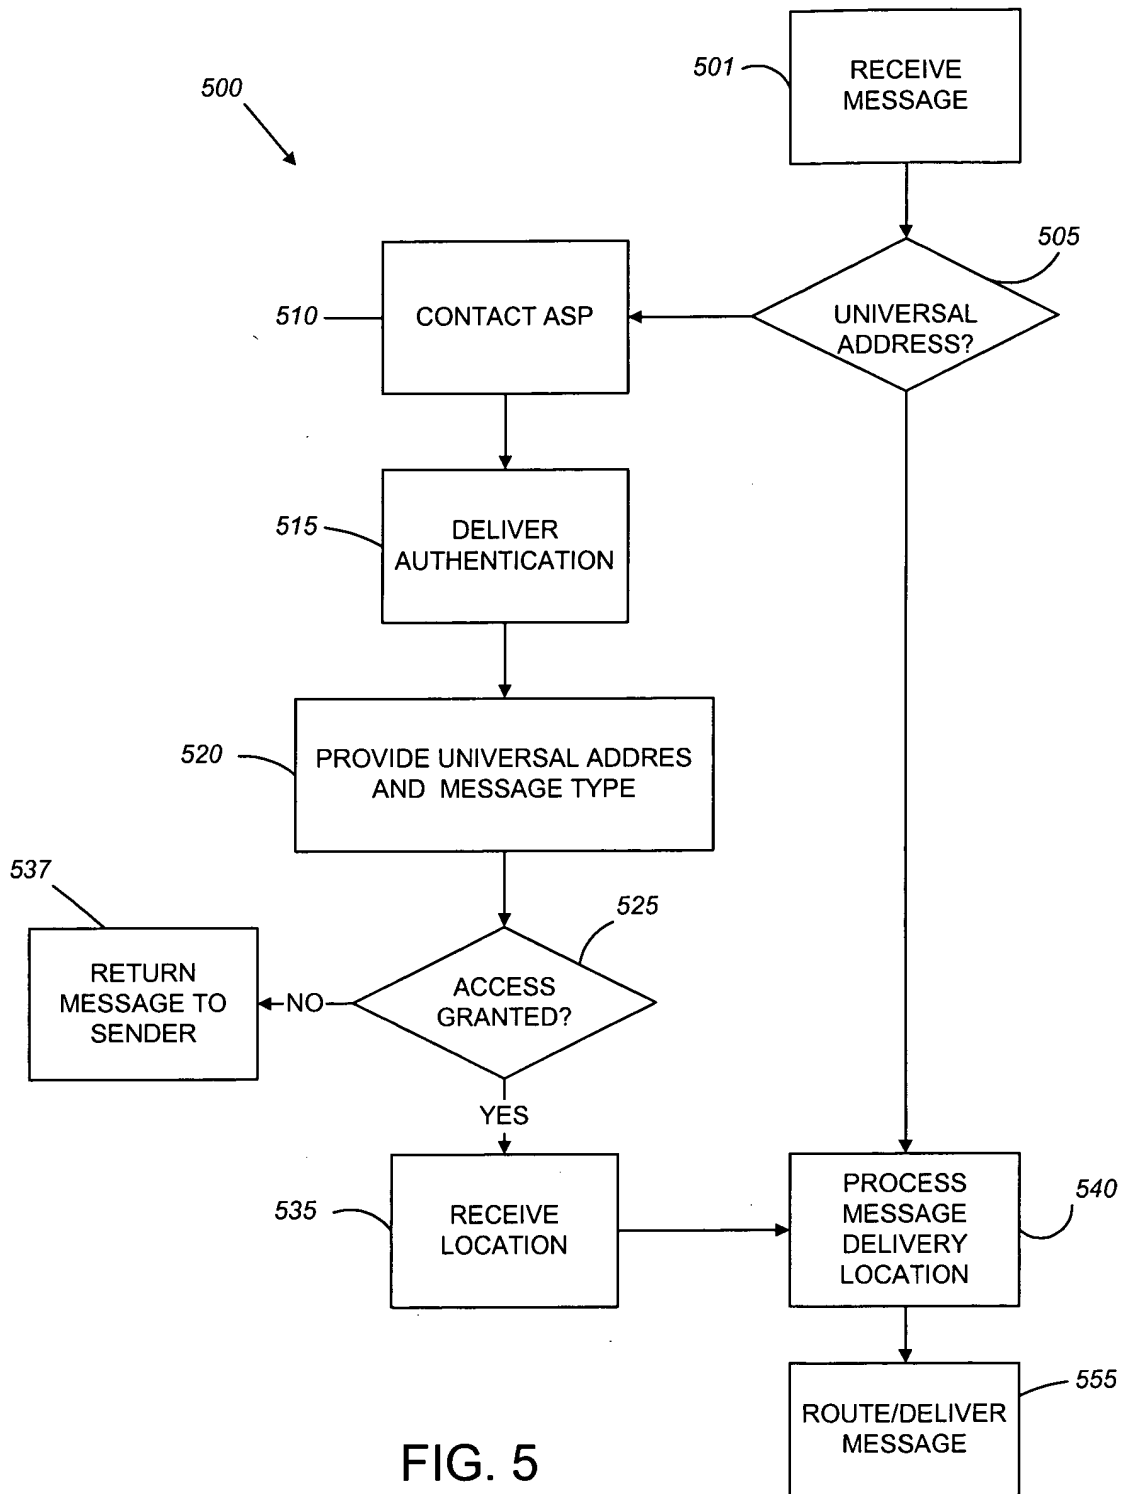 500
501
RECEIVE
MESSAGE
505
UNIVERSAL
ADDRESS?
510
CONTACT ASP
515
DELIVER
AUTHENTICATION
520
PROVIDE UNIVERSAL ADDRES
AND MESSAGE TYPE
525
ACCESS
GRANTED?
NO
537
RETURN
MESSAGE TO
SENDER
YES
535
RECEIVE
LOCATION
540
PROCESS
MESSAGE
DELIVERY
LOCATION
555
ROUTE/DELIVER
MESSAGE
FIG. 5